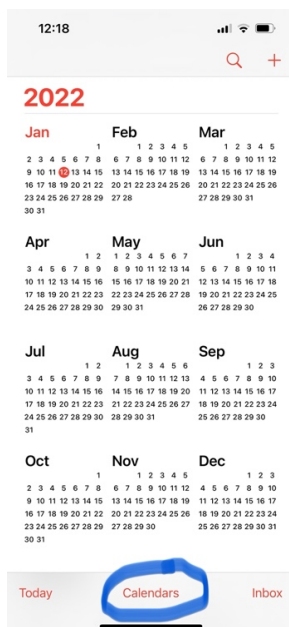 12:18
2022
Jan Feb Mar
1 1 2 3 4 5 1 2 3 4 5
2 3 4 5 6 7 8 6 7 8 9 10 11 12 6 7 8 9 10 11 12
9 10 11 12 13 14 15 13 14 15 16 17 18 19 13 14 15 16 17 18 19
16 17 18 19 20 21 22 20 21 22 23 24 25 26 20 21 22 23 24 25 26
23 24 25 26 27 28 29 27 28 27 28 29 30 31
30 31
Apr May Jun
1 2 1 2 3 4 5 6 7 1 2 3 4
3 4 5 6 7 8 9 8 9 10 11 12 13 14 5 6 7 8 9 10 11
10 11 12 13 14 15 16 15 16 17 18 19 20 21 12 13 14 15 16 17 18
17 18 19 20 21 22 23 22 23 24 25 26 27 28 19 20 21 22 23 24 25
24 25 26 27 28 29 30 29 30 31 26 27 28 29 30
Jul Aug Sep
1 2 1 2 3 4 5 6 1 2 3
3 4 5 6 7 8 9 7 8 9 10 11 12 13 4 5 6 7 8 9 10
10 11 12 13 14 15 16 14 15 16 17 18 19 20 11 12 13 14 15 16 17
17 18 19 20 21 22 23 21 22 23 24 25 26 27 18 19 20 21 22 23 24
24 25 26 27 28 29 30 28 29 30 31 25 26 27 28 29 30
31
Oct Nov Dec
1 1 2 3 4 5 1 2 3
2 3 4 5 6 7 8 6 7 8 9 10 11 12 4 5 6 7 8 9 10
9 10 11 12 13 14 15 13 14 15 16 17 18 19 11 12 13 14 15 16 17
16 17 18 19 20 21 22 20 21 22 23 24 25 26 18 19 20 21 22 23 24
23 24 25 26 27 28 29 27 28 29 30 25 26 27 28 29 30 31
30 31
Today Calendars Inbox